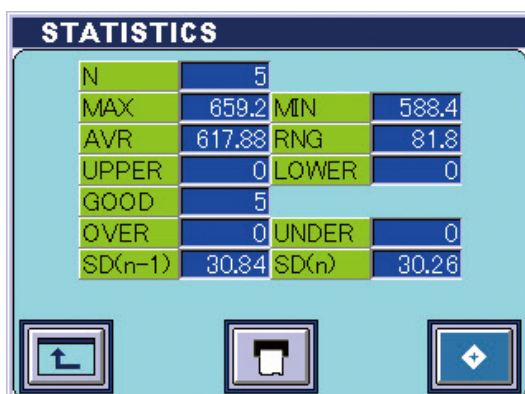 STATISTICS
N 5
MAX 659.2 MIN 588.4
AVR 617.88 RNG 81.8
UPPER 0 LOWER 0
GOOD 5
OVER 0 UNDER 0
SD(n-1) 30.84 SD(n) 30.26